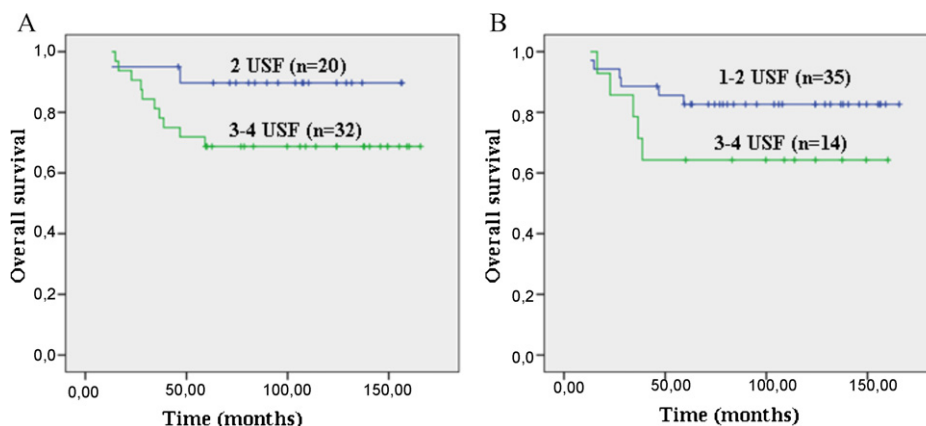 A
Overall survival
1,0
0,8
0,6
0,4
0,2
0,0
2 USF (n=20)
3-4 USF (n=32)
0,00 50,00 100,00 150,00
Time (months)
B
Overall survival
1,0
0,8
0,6
0,4
0,2
0,0
1-2 USF (n=35)
3-4 USF (n=14)
0,00 50,00 100,00 150,00
Time (months)